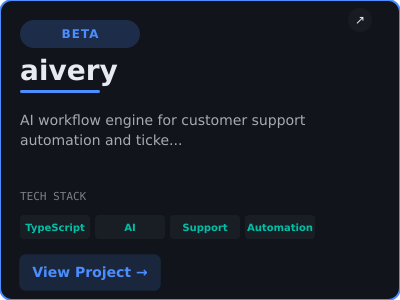 BETA
↗
aivery
AI workflow engine for customer support
automation and ticke...
TECH STACK
TypeScript AI Support Automation
View Project →